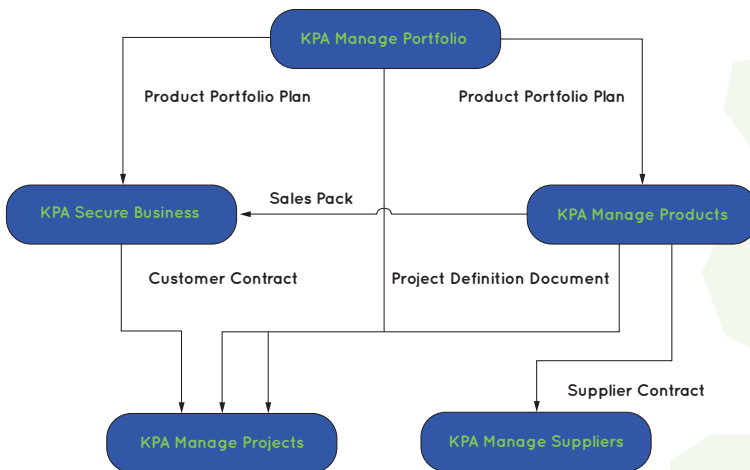 KPA Manage Portfolio
Product Portfolio Plan
Product Portfolio Plan
Sales Pack
KPA Secure Business
KPA Manage Products
Customer Contract
Project Definition Document
Supplier Contract
KPA Manage Projects
KPA Manage Suppliers